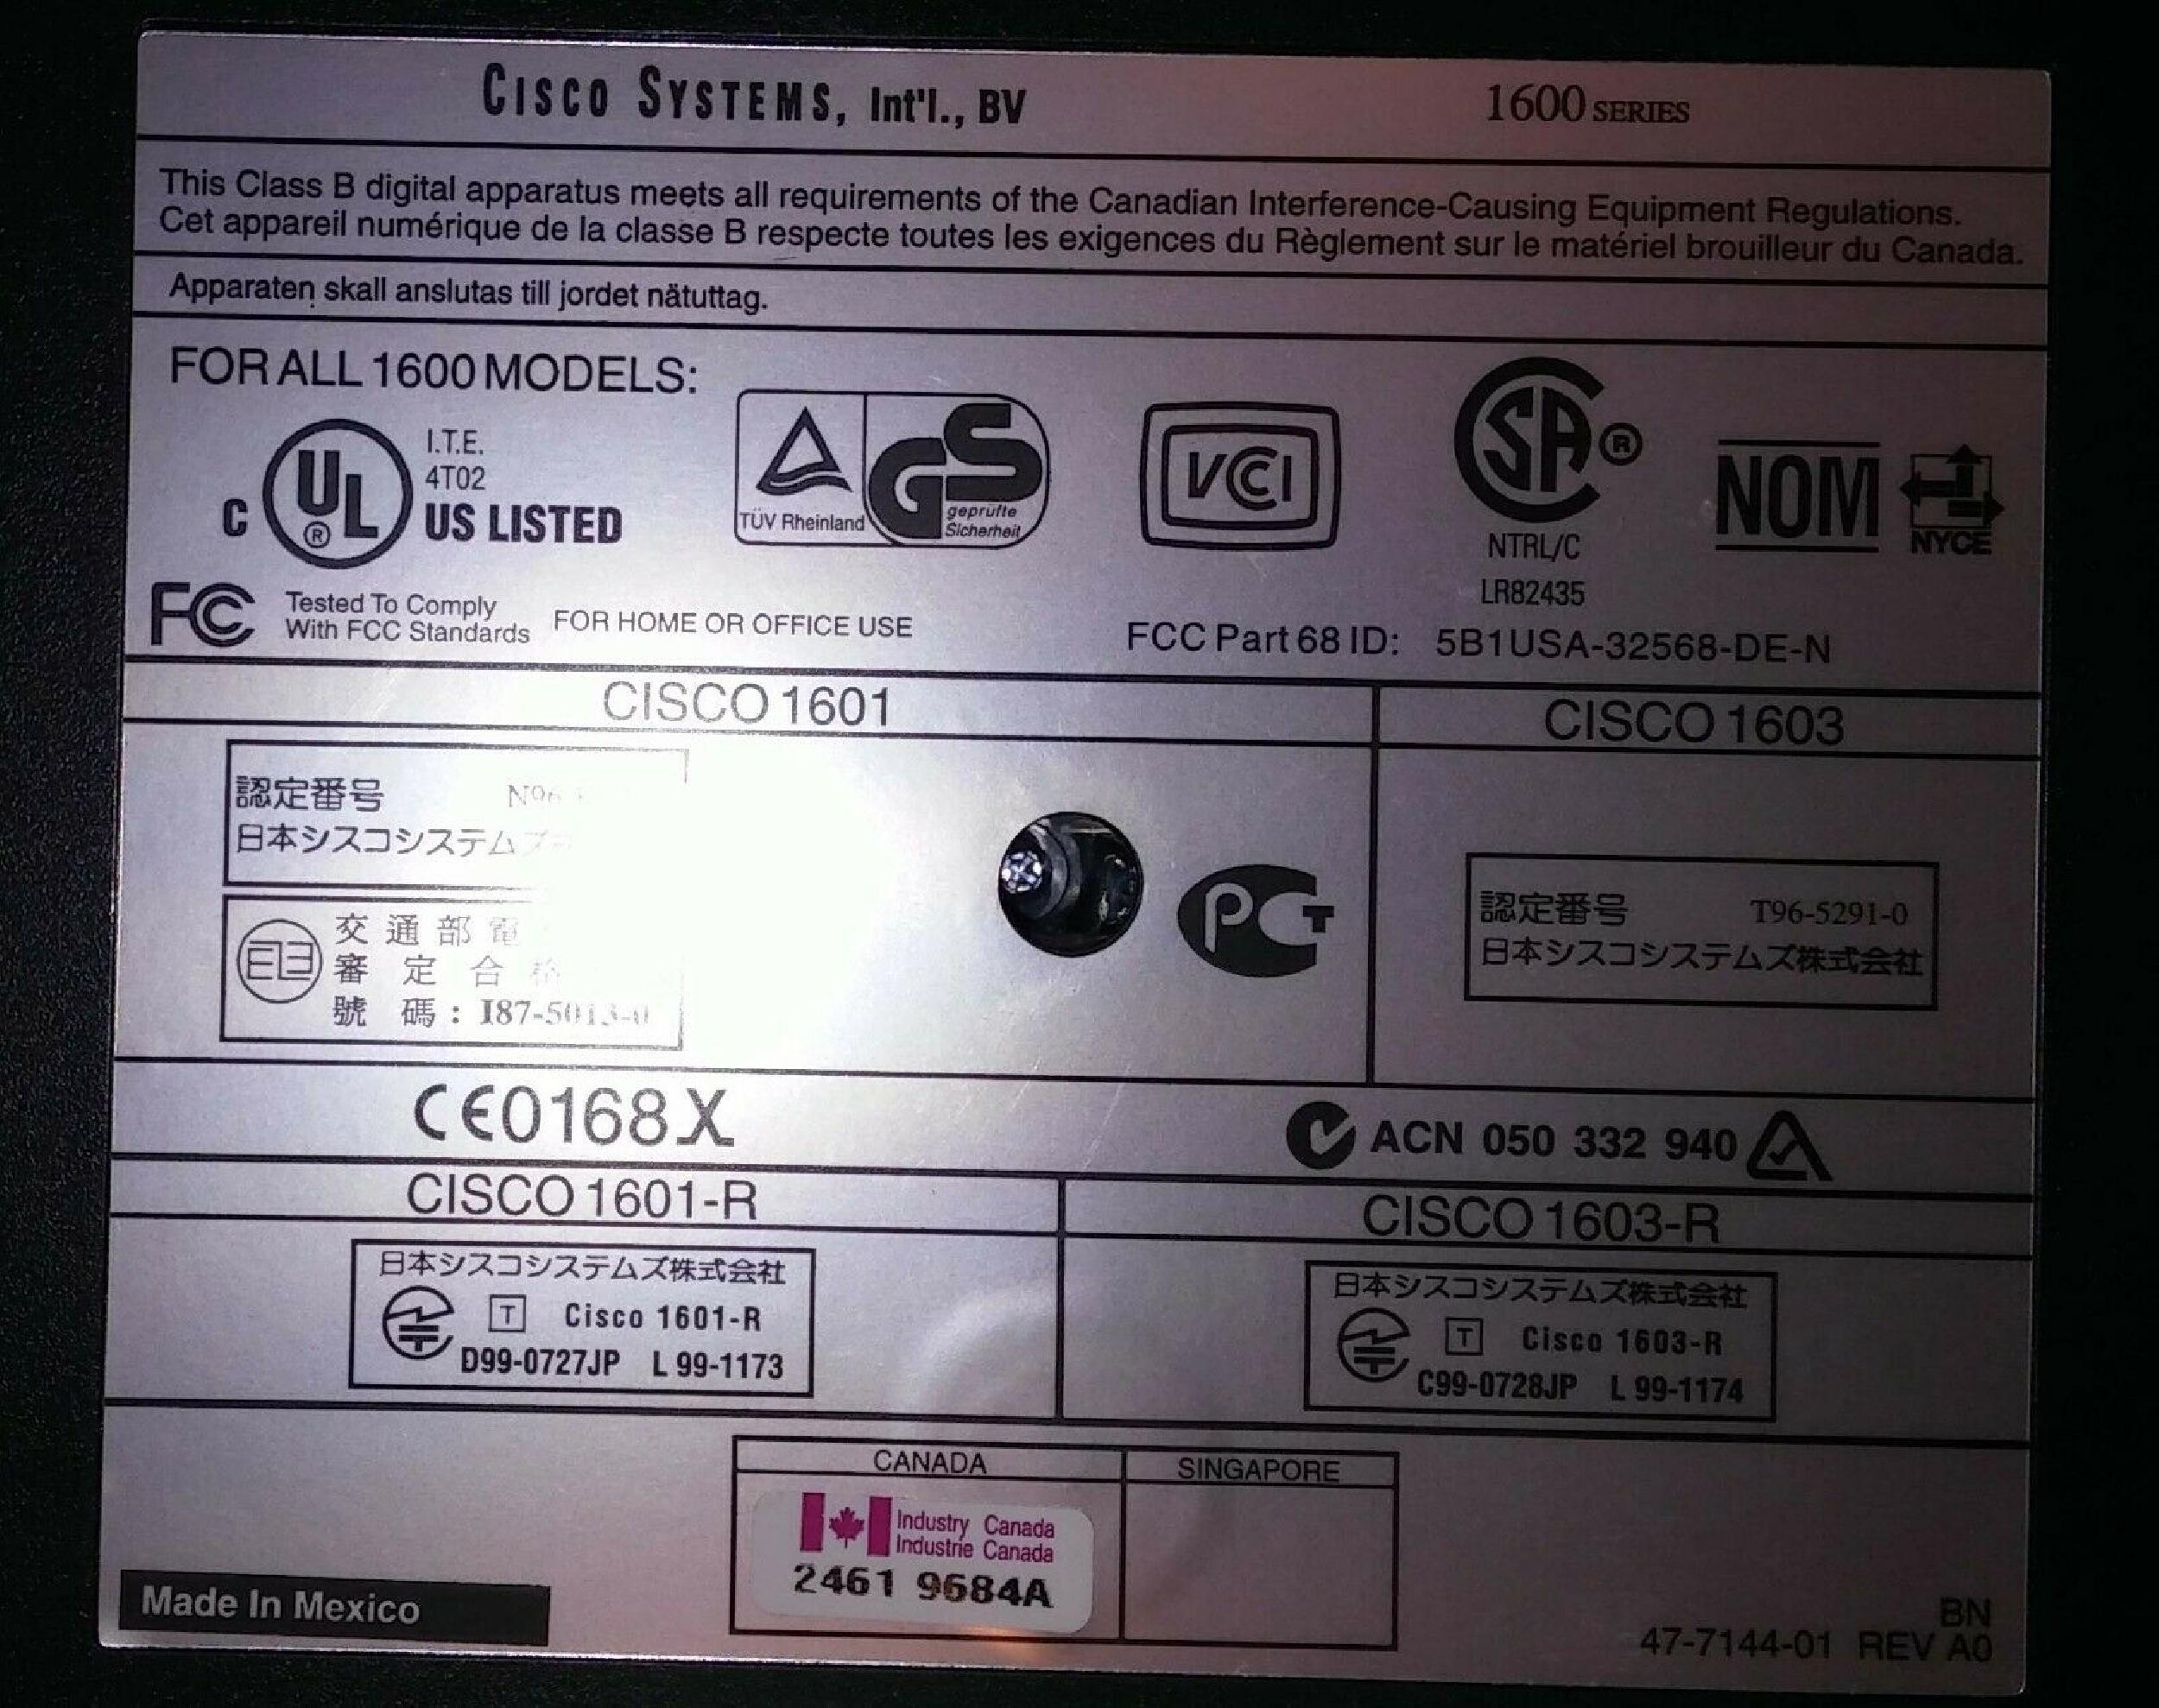 CISCO SYSTEMS, Int'l., BV 1600 SERIES
This Class B digital apparatus meets all requirements of the Canadian Interference-Causing Equipment Regulations.
Cet appareil numérique de la classe B respecte toutes les exigences du Règlement sur le matériel brouilleur du Canada.
Apparaten skall anslutas till jordet nätuttag.
FOR ALL 1600 MODELS:
C UL ®
I.T.E.
4T02
US LISTED
TÜV Rheinland
GS
geprüfte
Sicherheit
VCI
SA ®
NTRL/C
LR82435
NOM
NYCE
FC
Tested To Comply
With FCC Standards
FOR HOME OR OFFICE USE
FCC Part 68 ID: 5B1USA-32568-DE-N
CISCO 1601
認定番号
日本シスコシステム
交通部電
審定合格
號碼: I87-5013-0
PCT
CISCO 1603
認定番号 T96-5291-0
日本シスコシステムズ株式会社
CE0168X
ACN 050 332 940
CISCO 1601-R
日本シスコシステムズ株式会社
T Cisco 1601-R
D99-0727JP L 99-1173
CISCO 1603-R
日本シスコシステムズ株式会社
T Cisco 1603-R
C99-0728JP L 99-1174
CANADA
Industry Canada
Industrie Canada
2461 9684A
SINGAPORE
Made In Mexico
BN
47-7144-01 REV A0